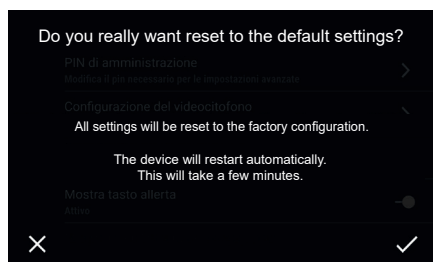 Do you really want reset to the default settings?
PIN di amministrazione
Modifica il pin necessario per le impostazioni avanzate
Configurazione del videocitofono
All settings will be reset to the factory configuration.
The device will restart automatically.
This will take a few minutes.
Mostra tasto allerta
Attivo